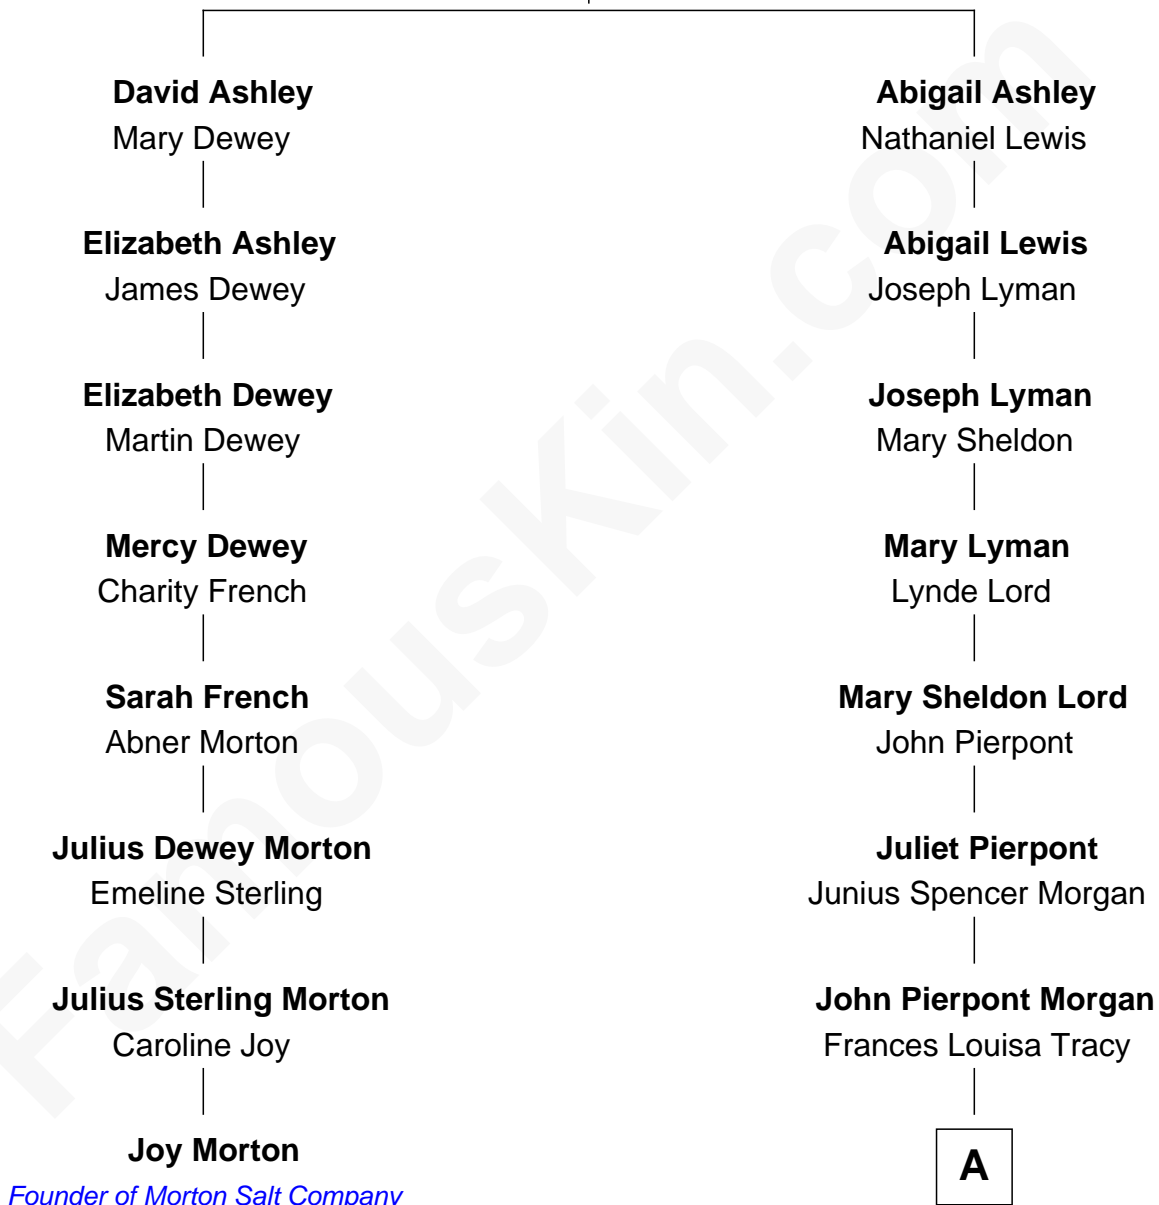 David Ashley
Mary Dewey
Abigail Ashley
Nathaniel Lewis
Elizabeth Ashley
James Dewey
Abigail Lewis
Joseph Lyman
Elizabeth Dewey
Martin Dewey
Joseph Lyman
Mary Sheldon
Mercy Dewey
Charity French
Mary Lyman
Lynde Lord
Sarah French
Abner Morton
Mary Sheldon Lord
John Pierpont
Julius Dewey Morton
Emeline Sterling
Juliet Pierpont
Junius Spencer Morgan
Julius Sterling Morton
Caroline Joy
John Pierpont Morgan
Frances Louisa Tracy
Joy Morton
Founder of Morton Salt Company
A
FamousKin.com